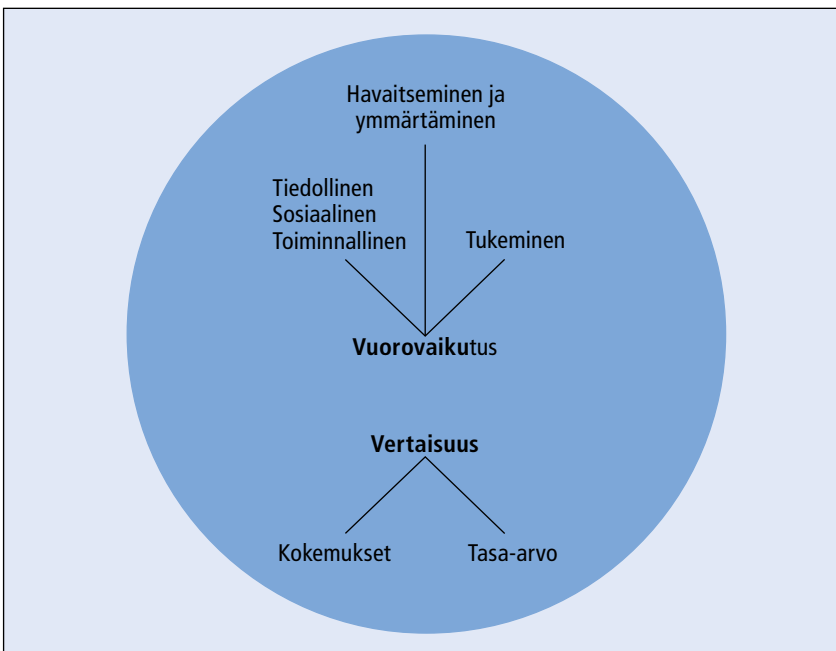 Havaitseminen ja
ymmärtäminen
Tiedollinen
Sosiaalinen
Toiminnallinen
Tukeminen
Vuorovaikutus
Vertaisuus
Kokemukset
Tasa-arvo